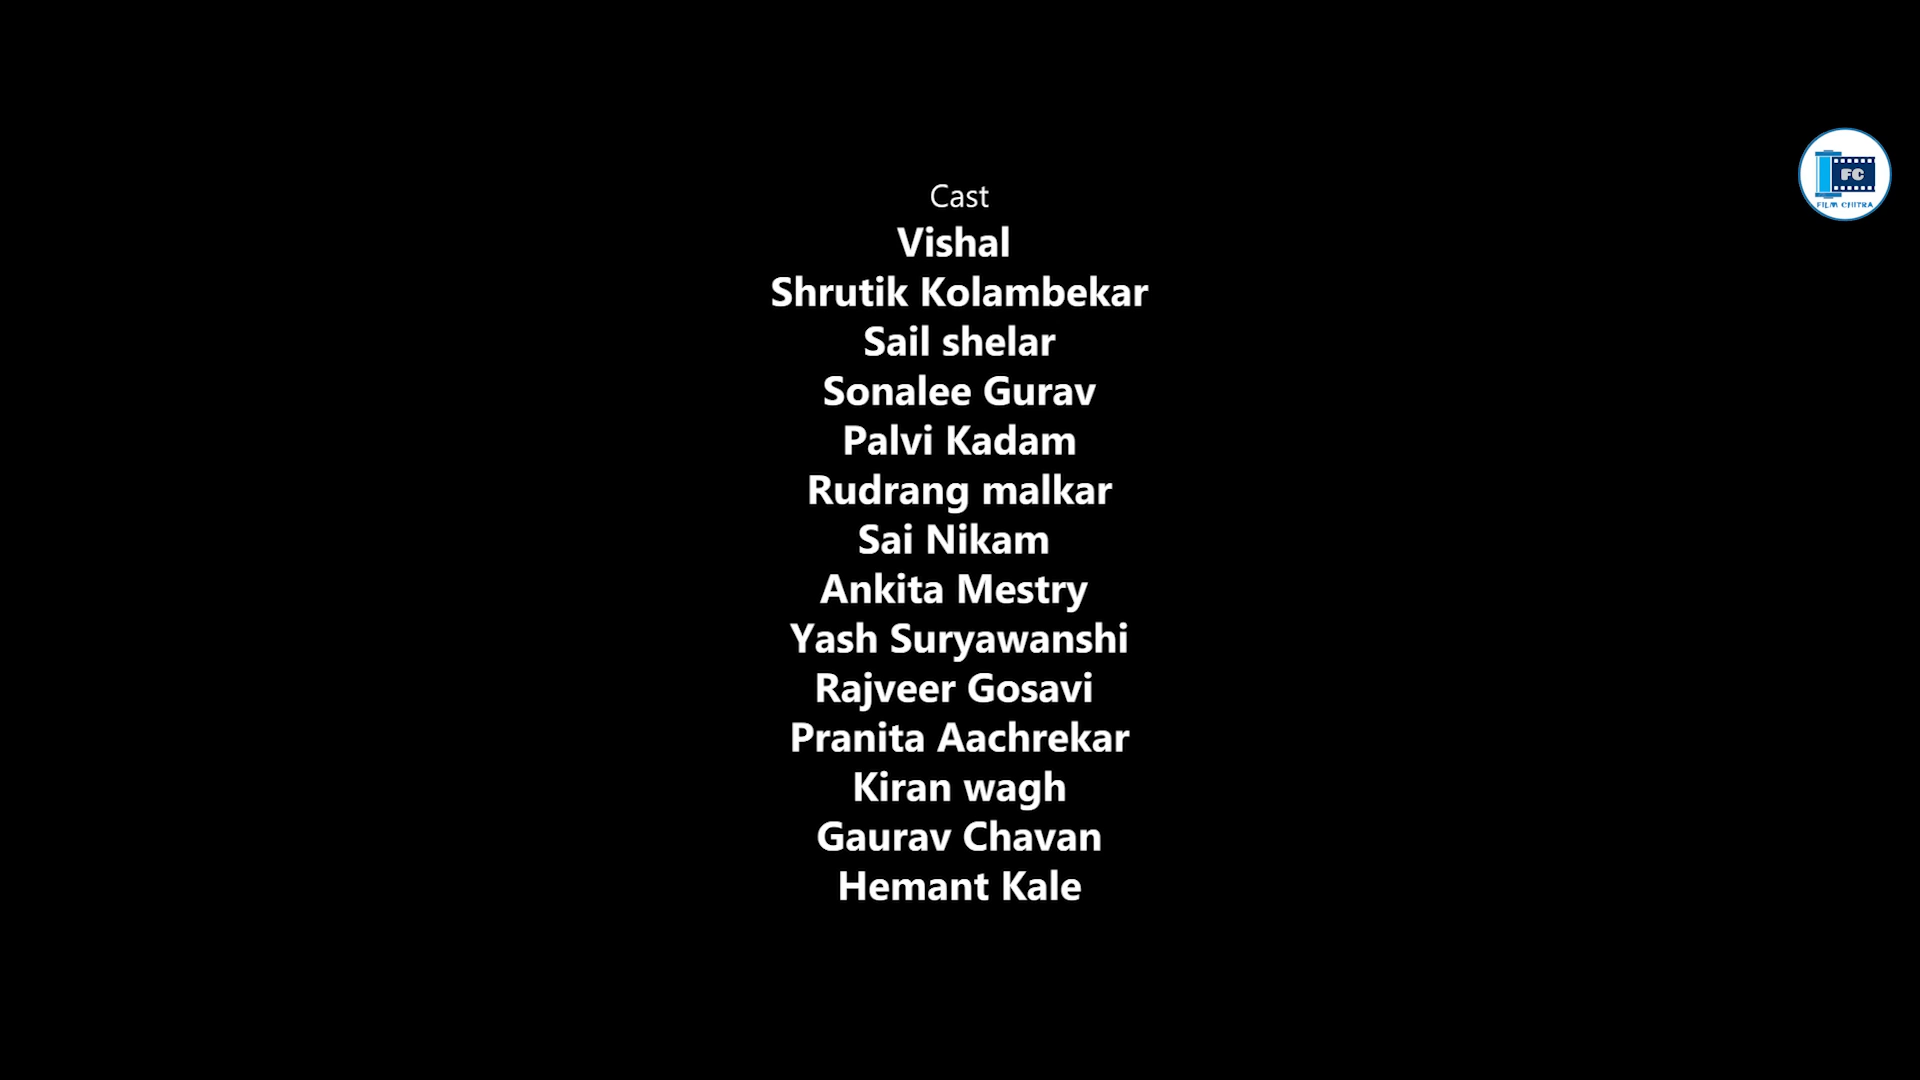 Cast
Vishal
Shrutik Kolambekar
Sail shelar
Sonalee Gurav
Palvi Kadam
Rudrang malkar
Sai Nikam
Ankita Mestry
Yash Suryawanshi
Rajveer Gosavi
Pranita Aachrekar
Kiran wagh
Gaurav Chavan
Hemant Kale
FC
FILM CHITRA